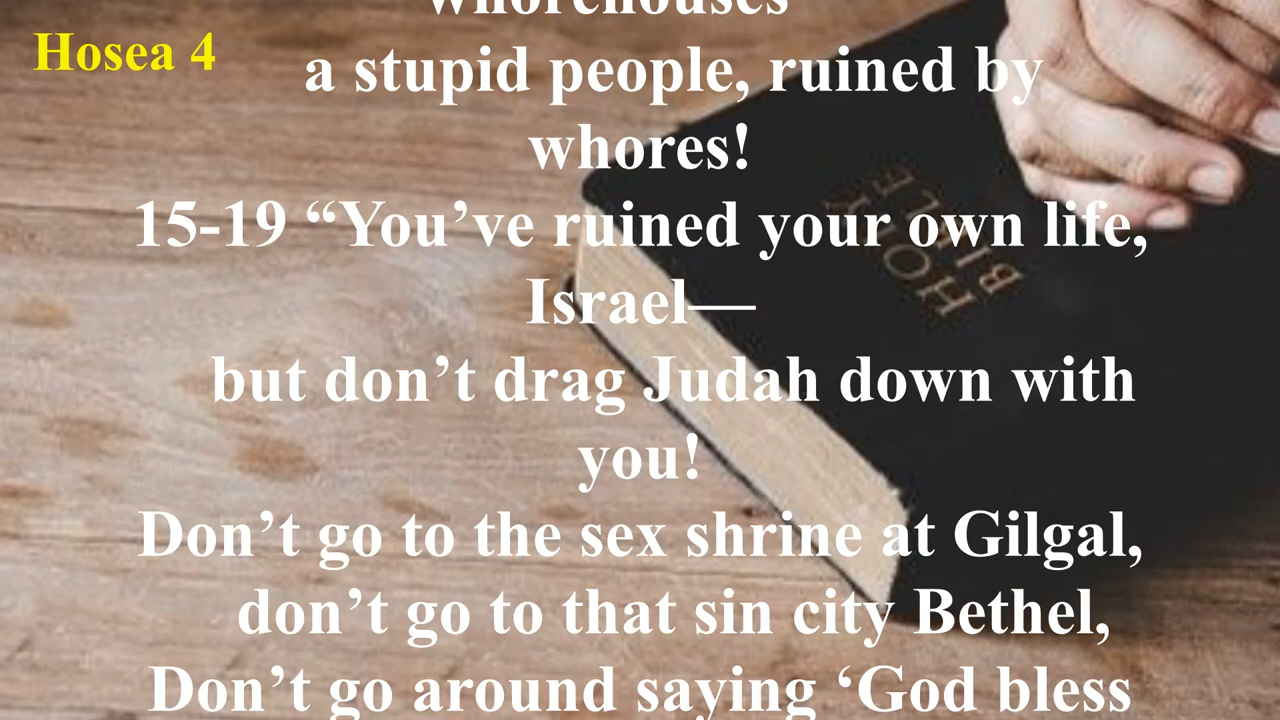 whorehouses
Hosea 4
a stupid people, ruined by
whores!
15-19 “You’ve ruined your own life,
Israel—
but don’t drag Judah down with
you!
Don’t go to the sex shrine at Gilgal,
don’t go to that sin city Bethel,
Don’t go around saying ‘God bless
HOLY
BIBLE